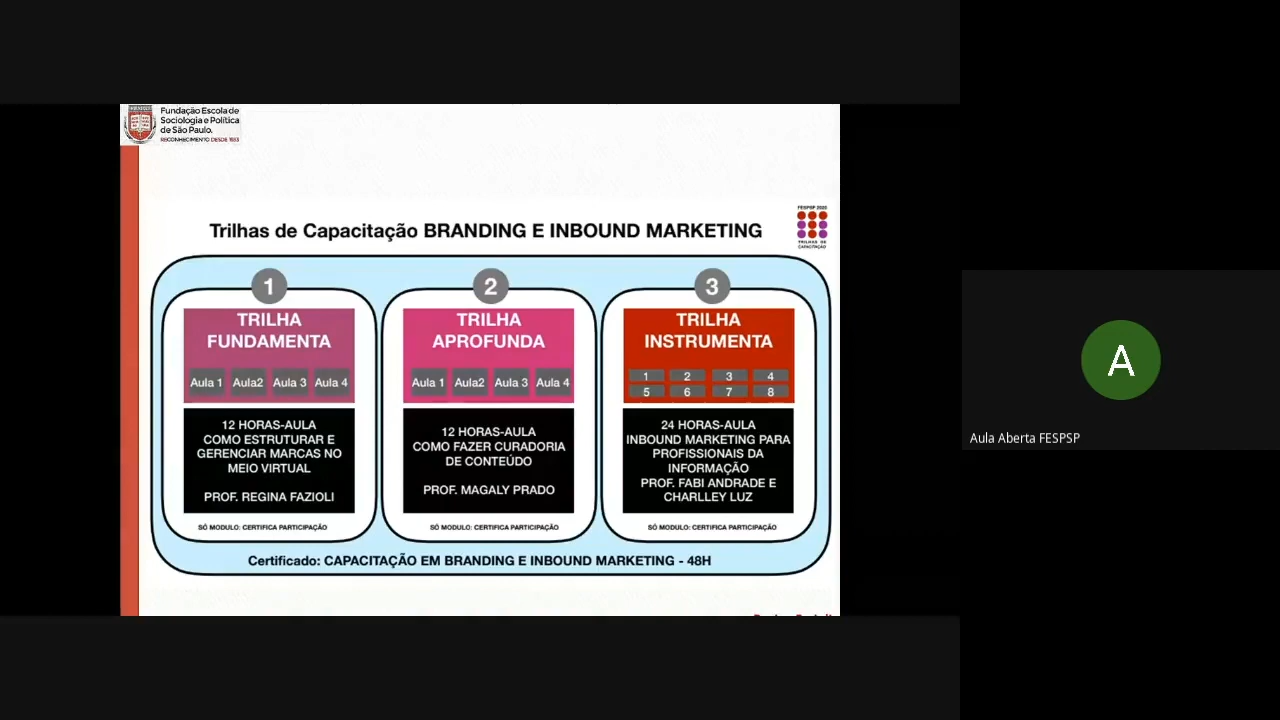 Fundação Escola de
Sociologia e Política
de São Paulo.
RECONHECIMENTO DESDE 1933
FESPSP 2020
TRILHAS DE
CAPACITAÇÃO
Trilhas de Capacitação BRANDING E INBOUND MARKETING
1
TRILHA
FUNDAMENTA
Aula 1 Aula2 Aula 3 Aula 4
12 HORAS-AULA
COMO ESTRUTURAR E
GERENCIAR MARCAS NO
MEIO VIRTUAL
PROF. REGINA FAZIOLI
SÓ MODULO: CERTIFICA PARTICIPAÇÃO
2
TRILHA
APROFUNDA
Aula 1 Aula2 Aula 3 Aula 4
12 HORAS-AULA
COMO FAZER CURADORIA
DE CONTEÚDO
PROF. MAGALY PRADO
SÓ MODULO: CERTIFICA PARTICIPAÇÃO
3
TRILHA
INSTRUMENTA
1 2 3 4
5 6 7 8
24 HORAS-AULA
INBOUND MARKETING PARA
PROFISSIONAIS DA
INFORMAÇÃO
PROF. FABI ANDRADE E
CHARLLEY LUZ
SÓ MODULO: CERTIFICA PARTICIPAÇÃO
Certificado: CAPACITAÇÃO EM BRANDING E INBOUND MARKETING - 48H
A
Aula Aberta FESPSP